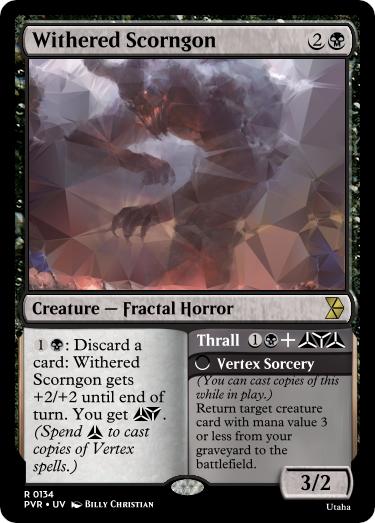 Withered Scorngon 2
Creature — Fractal Horror
1 : Discard a
card: Withered
Scorngon gets
+2/+2 until end of
turn. You get .
(Spend to cast
copies of Vertex
spells.)
Thrall 1 +
Vertex Sorcery
(You can cast copies of this
while in play.)
Return target creature
card with mana value 3
or less from your
graveyard to the
battlefield.
3/2
R 0134
PVR • UV Billy Christian
Utaha